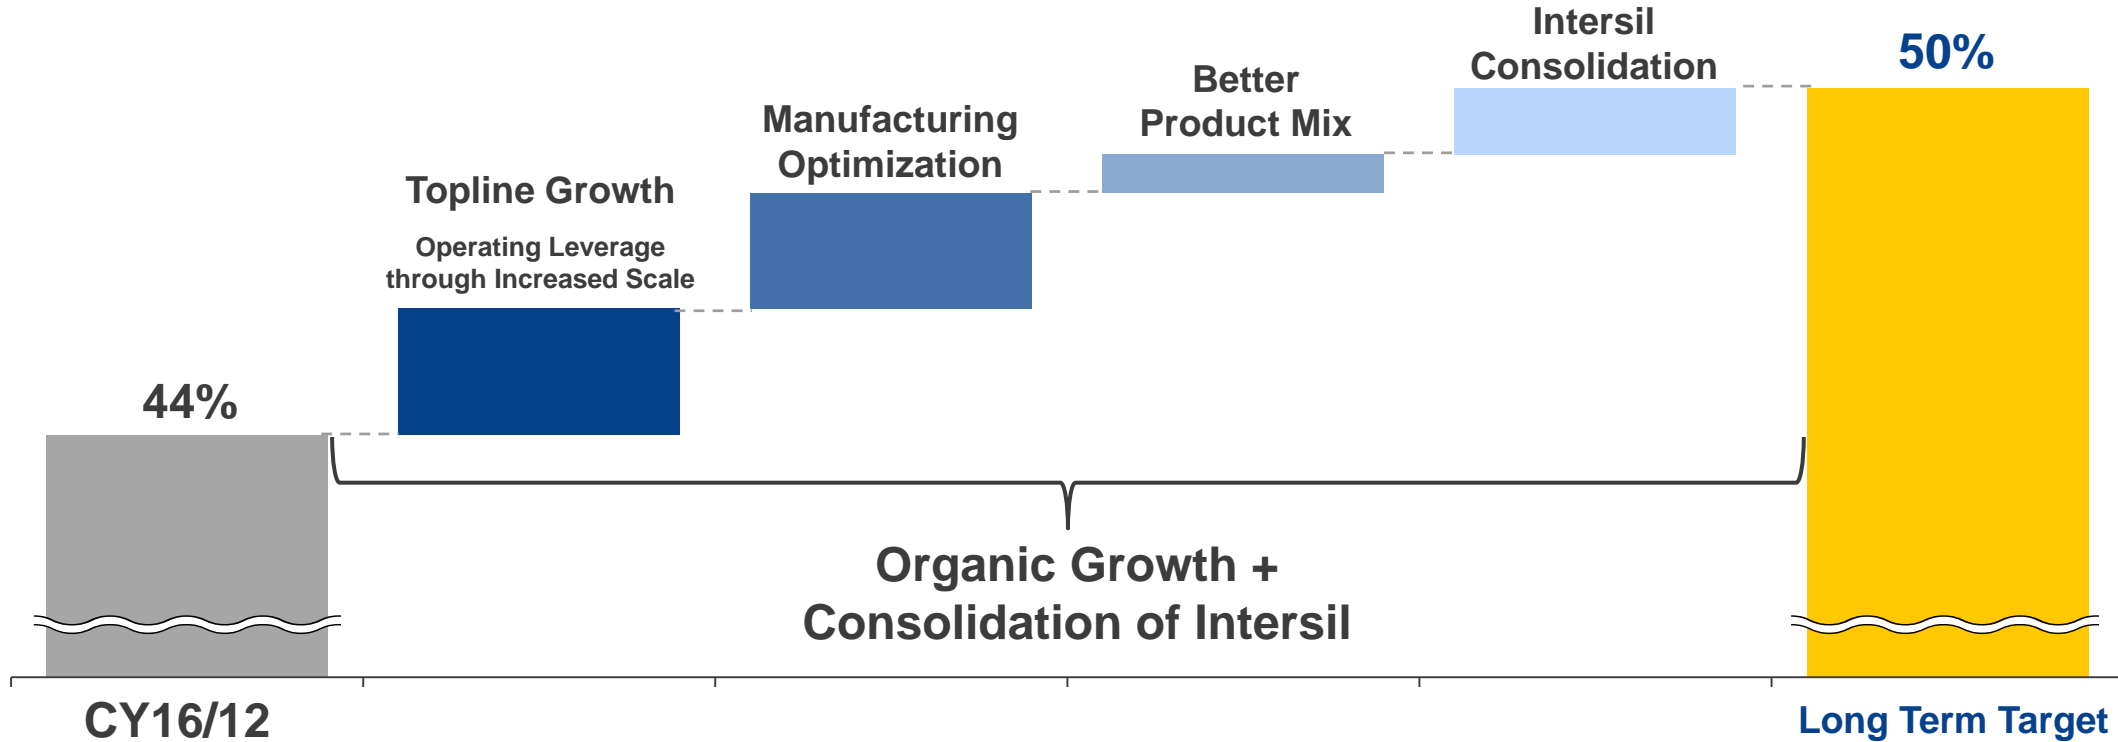 44%
CY16/12
Topline Growth
Operating Leverage
through Increased Scale
Manufacturing
Optimization
Better
Product Mix
Intersil
Consolidation
50%
Long Term Target
Organic Growth +
Consolidation of Intersil